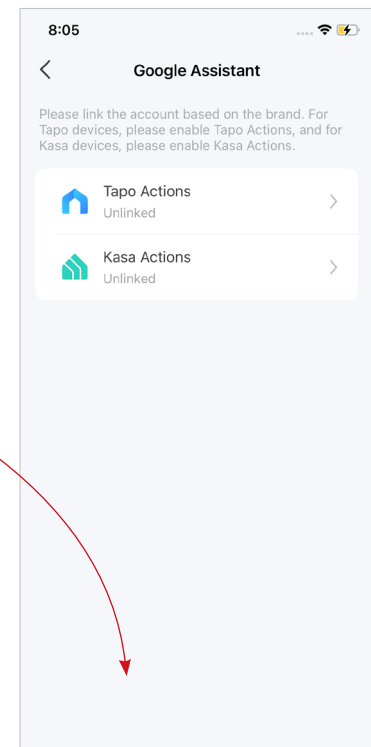 8:05
Google Assistant
Please link the account based on the brand. For
Tapo devices, please enable Tapo Actions, and for
Kasa devices, please enable Kasa Actions.
Tapo Actions
Unlinked
Kasa Actions
Unlinked